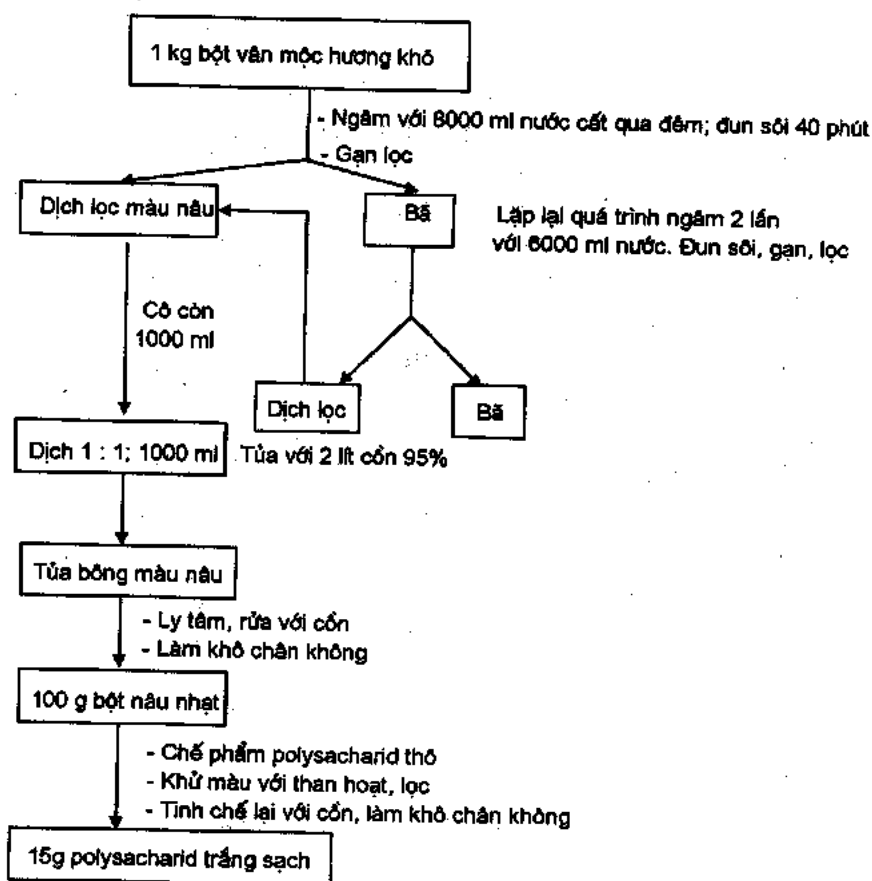 1 kg bột vân mộc hương khô
- Ngâm với 6000 ml nước cất qua đêm; đun sôi 40 phút
- Gạn lọc
Dịch lọc màu nâu
Bã
Lặp lại quá trình ngâm 2 lần
với 6000 ml nước. Đun sôi, gạn, lọc
Cô còn
1000 ml
Dịch lọc
Bã
Dịch 1 : 1; 1000 ml
Tủa với 2 lít cồn 95%
Tủa bông màu nâu
- Ly tâm, rửa với cồn
- Làm khô chân không
100 g bột nâu nhạt
- Chế phẩm polysacharid thô
- Khử màu với than hoạt, lọc
- Tinh chế lại với cồn, làm khô chân không
15g polysacharid trắng sạch